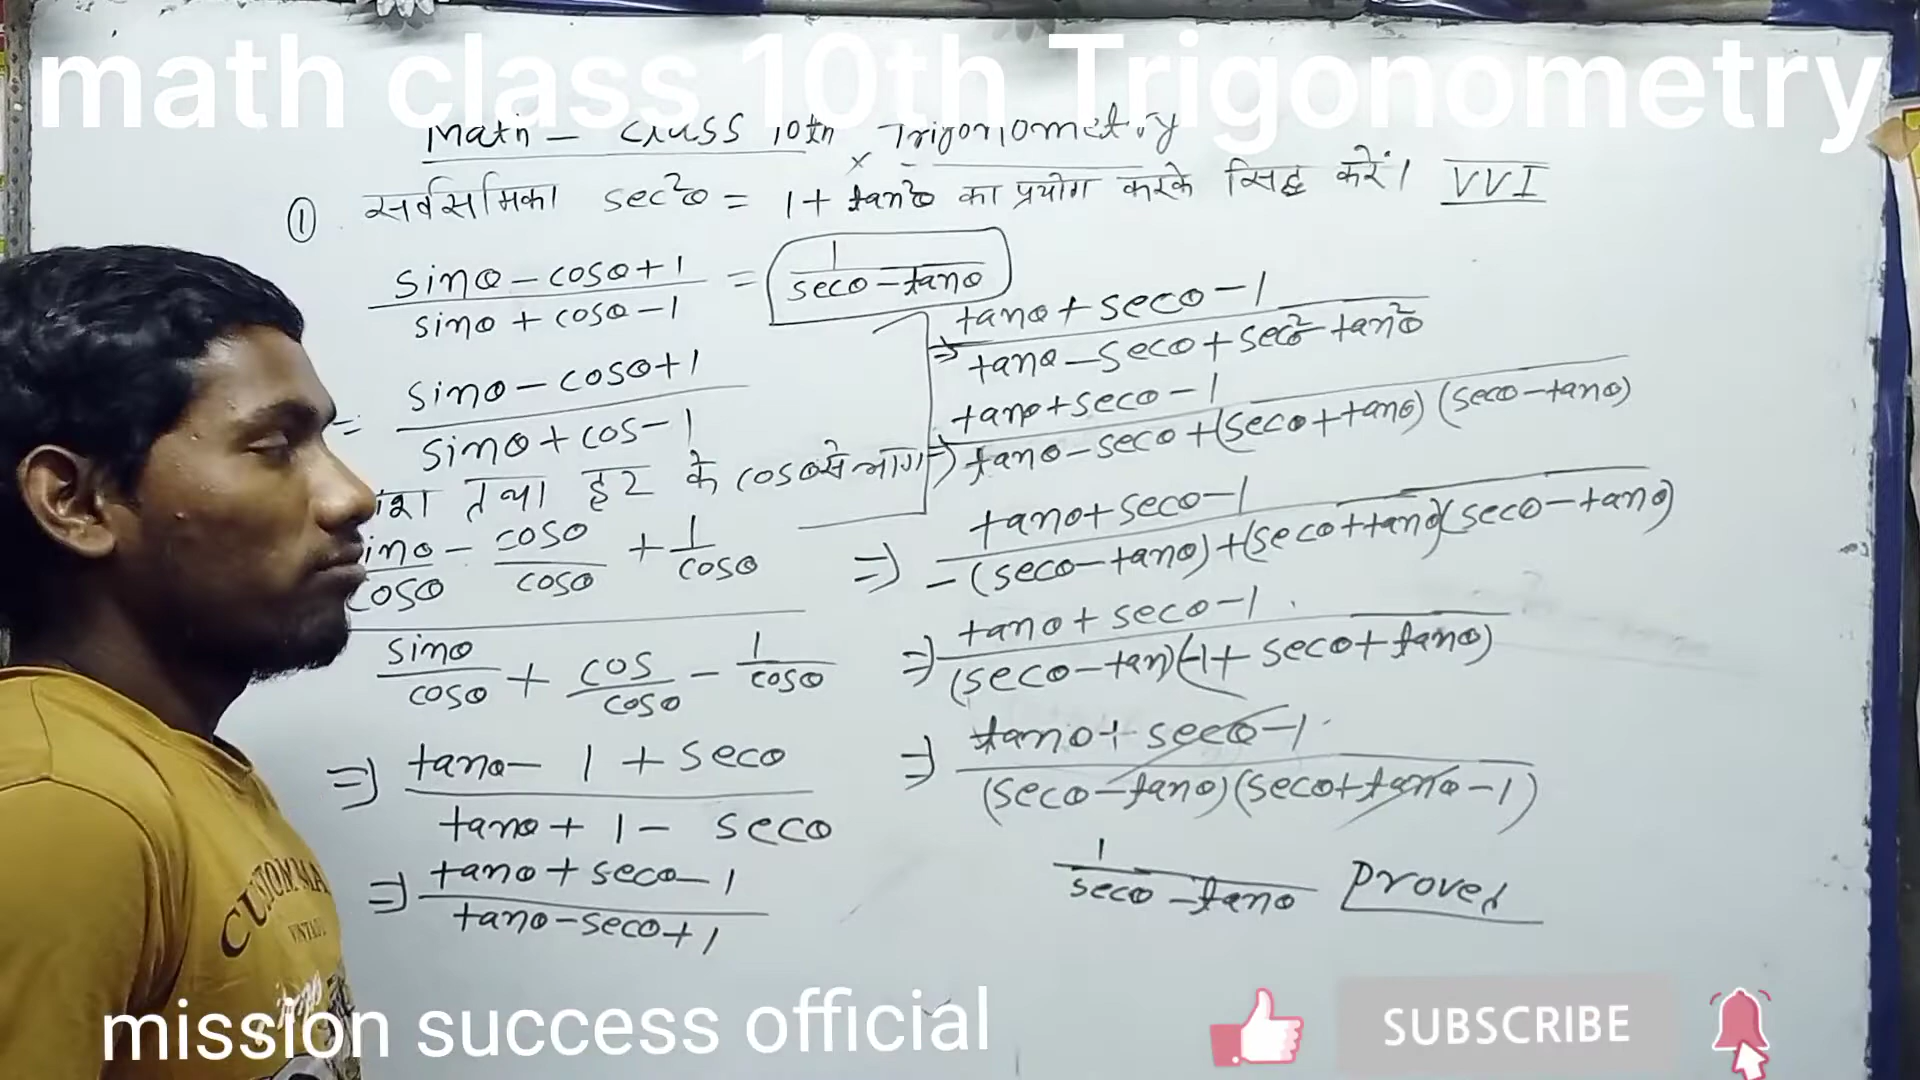 math class 10th Trigonometry
Math - Class 10th Trigonometry
① सर्वसमिका sec²θ = 1 + tan²θ का प्रयोग करके सिद्ध करें। VVI
sinθ - cosθ + 1 / sinθ + cosθ - 1 = 1 / secθ - tanθ
= sinθ - cosθ + 1 / sinθ + cos - 1
तथा हर के cosθ से भाग
sinθ / cosθ - cosθ / cosθ + 1 / cosθ
sinθ / cosθ + cos / cosθ - 1 / cosθ
⇒ tanθ - 1 + secθ / tanθ + 1 - secθ
⇒ tanθ + secθ - 1 / tanθ - secθ + 1
⇒ tanθ + secθ - 1 / tanθ - secθ + sec²θ - tan²θ
⇒ tanθ + secθ - 1 / tanθ - secθ + (secθ + tanθ) (secθ - tanθ)
⇒ tanθ + secθ - 1 / - (secθ - tanθ) + (secθ + tanθ)(secθ - tanθ)
⇒ tanθ + secθ - 1 / (secθ - tan)(-1 + secθ + tanθ)
⇒ tanθ + secθ - 1 / (secθ - tanθ)(secθ + tanθ - 1)
1 / secθ - tanθ Proved
CUSTOM MA
mission success official
SUBSCRIBE